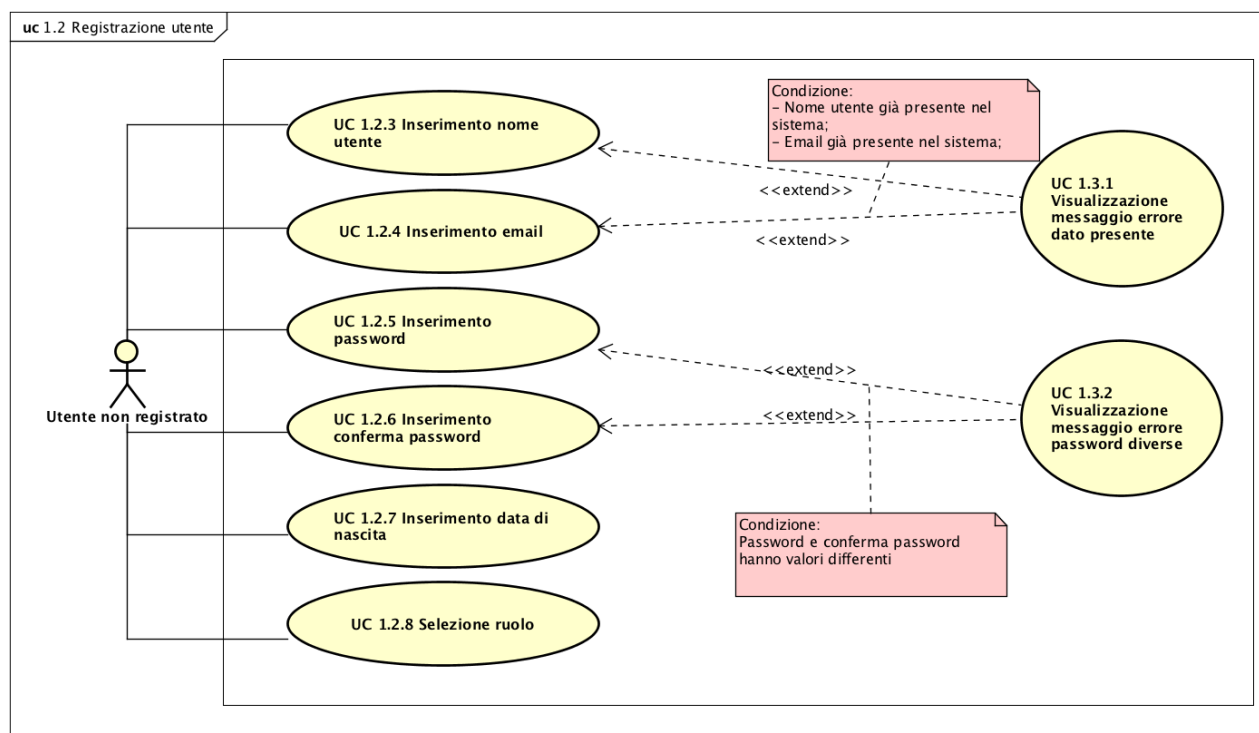 uc 1.2 Registrazione utente
UC 1.2.3 Inserimento nome
utente
UC 1.2.4 Inserimento email
UC 1.2.5 Inserimento
password
UC 1.2.6 Inserimento
conferma password
UC 1.2.7 Inserimento data di
nascita
UC 1.2.8 Selezione ruolo
Utente non registrato
Condizione:
- Nome utente già presente nel
sistema;
- Email già presente nel sistema;
<<extend>>
<<extend>>
UC 1.3.1
Visualizzazione
messaggio errore
dato presente
<<extend>>
<<extend>>
UC 1.3.2
Visualizzazione
messaggio errore
password diverse
Condizione:
Password e conferma password
hanno valori differenti